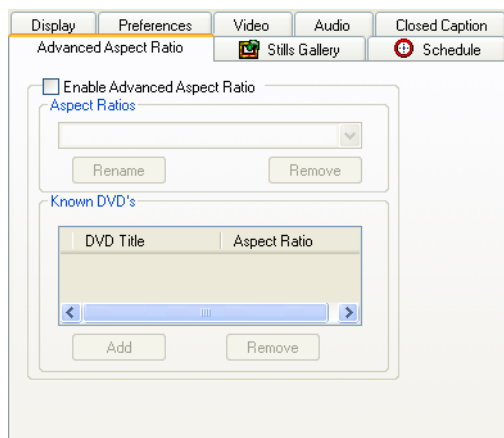 Display Preferences Video Audio Closed Caption
Advanced Aspect Ratio Stills Gallery Schedule
Enable Advanced Aspect Ratio
Aspect Ratios
Rename Remove
Known DVD's
DVD Title Aspect Ratio
Add Remove